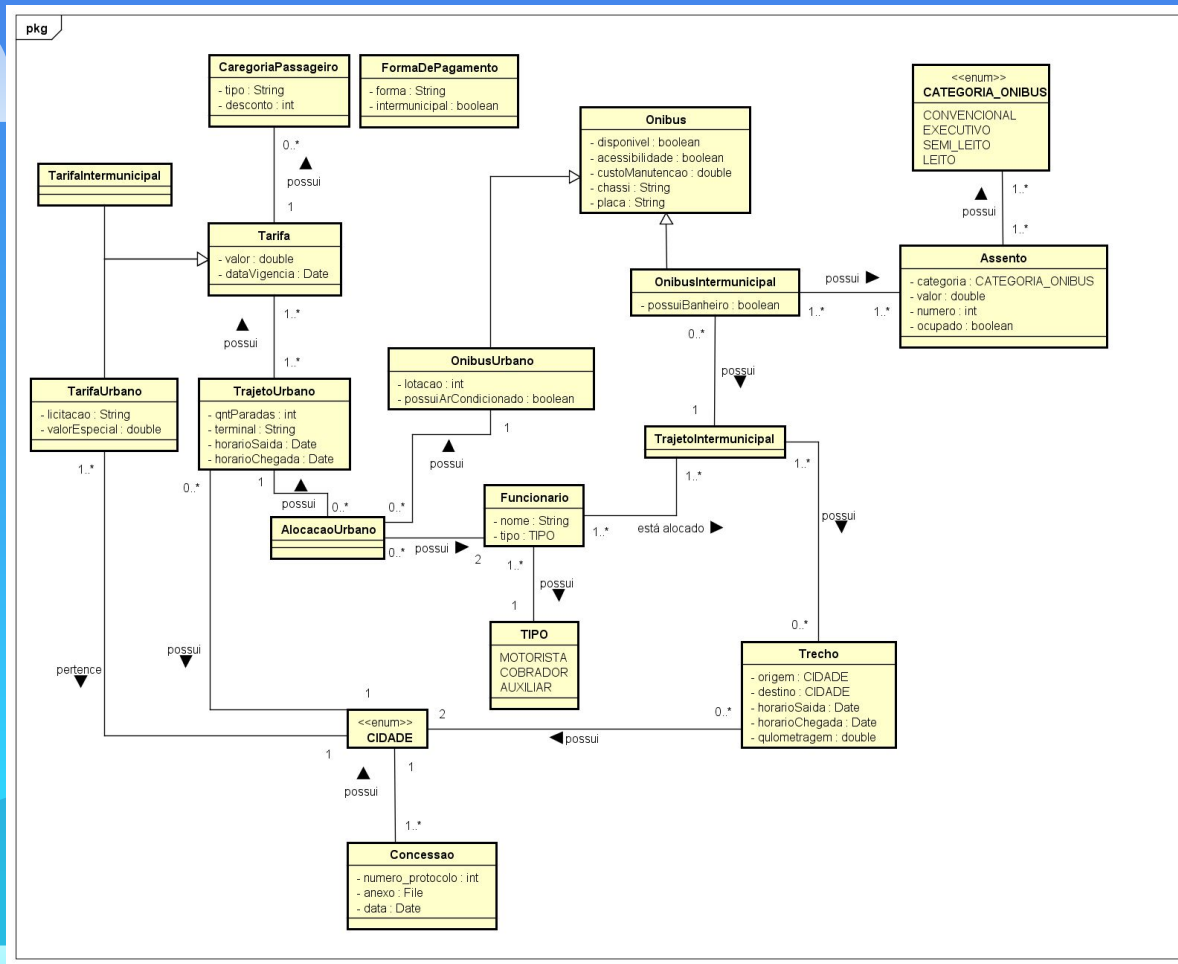 pkg
CaregoriaPassageiro
- tipo : String
- desconto : int
FormaDePagamento
- forma : String
- intermunicipal : boolean
<<enum>>
CATEGORIA_ONIBUS
CONVENCIONAL
EXECUTIVO
SEMI_LEITO
LEITO
Onibus
- disponivel : boolean
- acessibilidade : boolean
- custoManutencao : double
- chassi : String
- placa : String
0..*
possui
1
TarifaIntermunicipal
1..*
possui
1..*
Tarifa
- valor : double
- dataVigencia : Date
Assento
- categoria : CATEGORIA_ONIBUS
- valor : double
- numero : int
- ocupado : boolean
OnibusIntermunicipal
- possuiBanheiro : boolean
possui
1..*
1..*
1..*
possui
1..*
0..*
possui
1
OnibusUrbano
- lotacao : int
- possuiArCondicionado : boolean
TarifaUrbano
- licitacao : String
- valorEspecial : double
TrajetoUrbano
- qntParadas : int
- terminal : String
- horarioSaida : Date
- horarioChegada : Date
1
possui
0..*
TrajetoIntermunicipal
1..*
1..*
1..*
0..*
1
possui
0..*
AlocacaoUrbano
Funcionario
- nome : String
- tipo : TIPO
1..*
está alocado
possui
0..*
possui
2
1..*
possui
1
TIPO
MOTORISTA
COBRADOR
AUXILIAR
0..*
Trecho
- origem : CIDADE
- destino : CIDADE
- horarioSaida : Date
- horarioChegada : Date
- qulometragem : double
possui
pertence
1
<<enum>>
CIDADE
2
0..*
possui
1
1
possui
1..*
Concessao
- numero_protocolo : int
- anexo : File
- data : Date